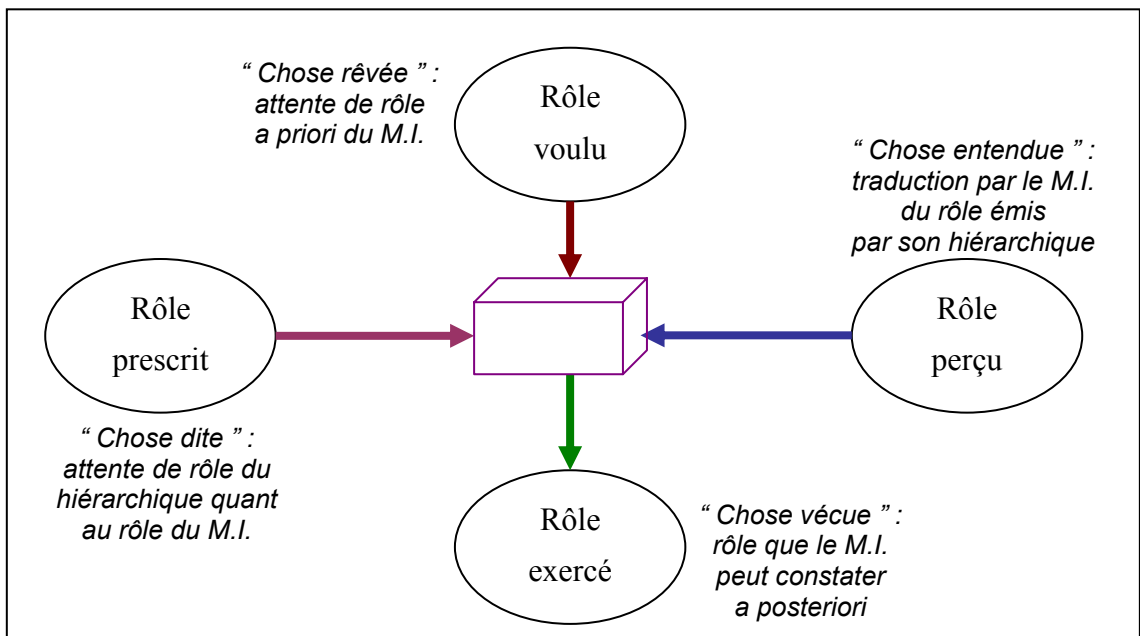 “ Chose rêvée ” :
attente de rôle
a priori du M.I.
Rôle
voulu
“ Chose entendue ” :
traduction par le M.I.
du rôle émis
par son hiérarchique
Rôle
prescrit
Rôle
perçu
“ Chose dite ” :
attente de rôle du
hiérarchique quant
au rôle du M.I.
Rôle
exercé
“ Chose vécue ” :
rôle que le M.I.
peut constater
a posteriori